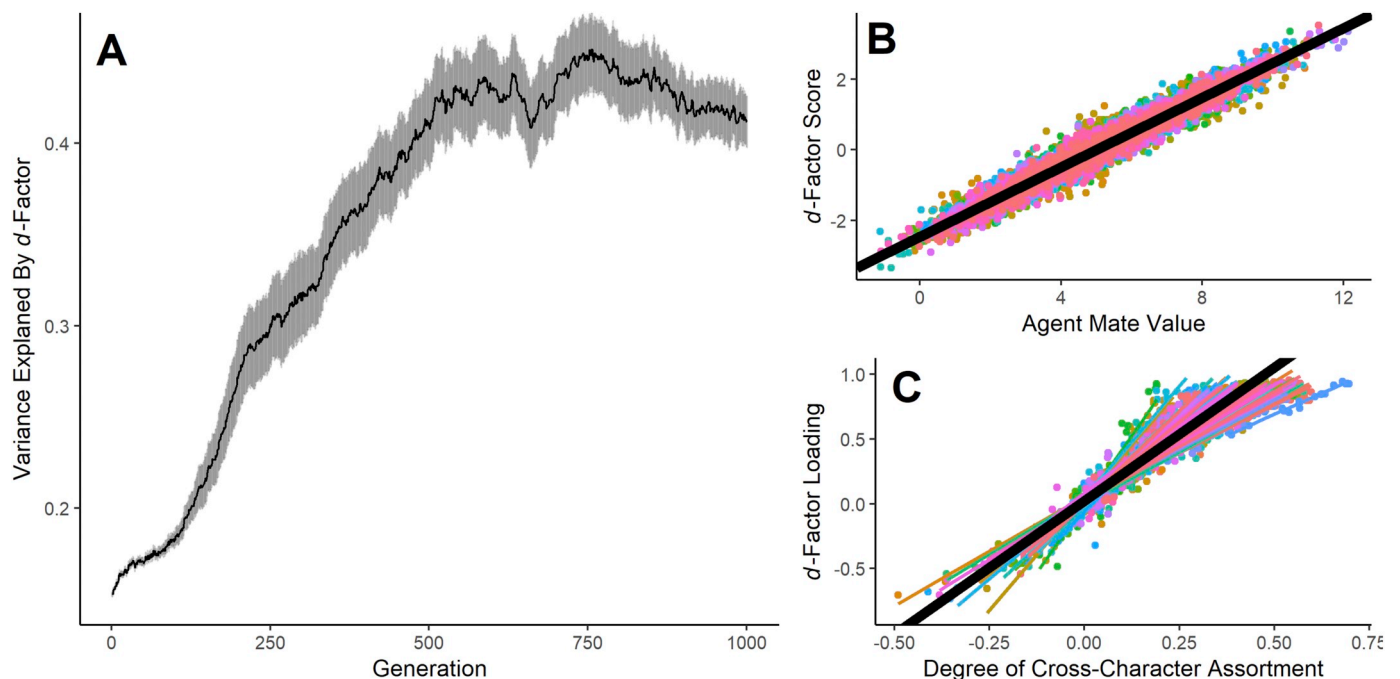 A
Variance Explained By d-Factor
0.4
0.3
0.2
0
250
500
750
1000
Generation
B
d-Factor Score
2
0
-2
0
4
8
12
Agent Mate Value
C
d-Factor Loading
1.0
0.5
0.0
-0.5
-0.50
-0.25
0.00
0.25
0.50
0.75
Degree of Cross-Character Assortment